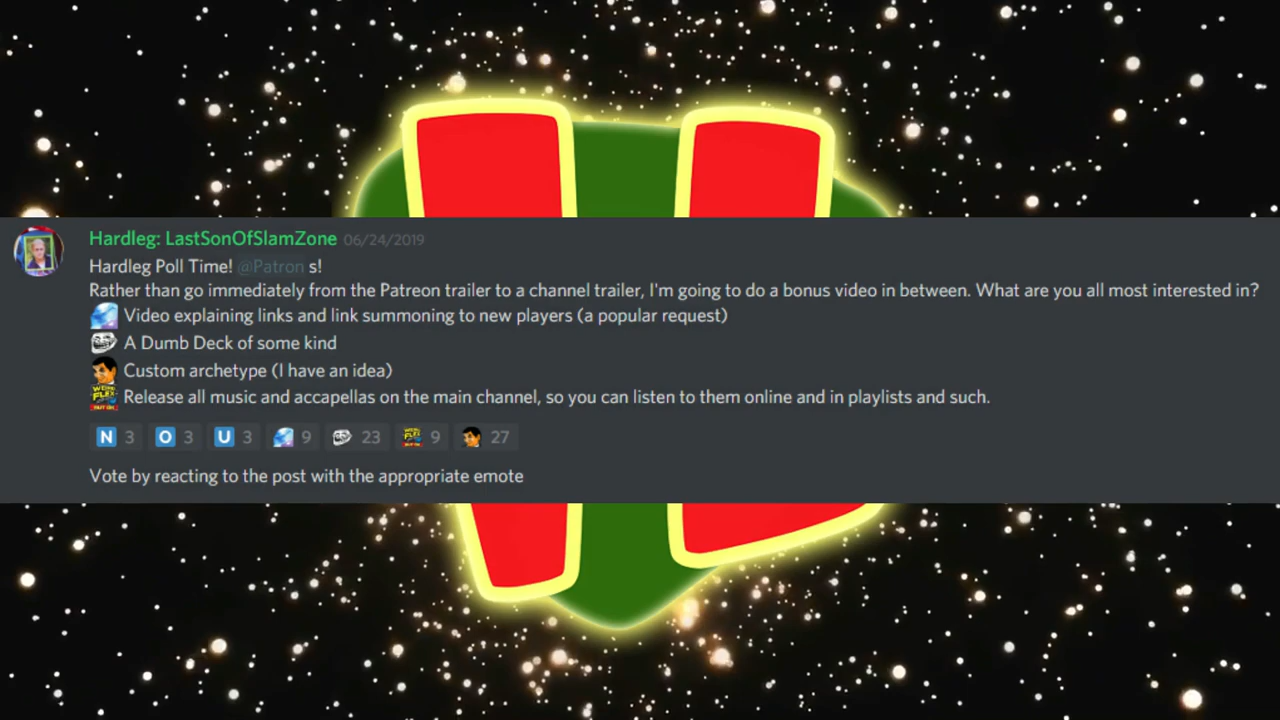 Hardleg: LastSonOfSlamZone 06/24/2019
Hardleg Poll Time! @Patron s!
Rather than go immediately from the Patreon trailer to a channel trailer, I'm going to do a bonus video in between. What are you all most interested in?
Video explaining links and link summoning to new players (a popular request)
A Dumb Deck of some kind
Custom archetype (I have an idea)
WEIRD FLEX BUT OK Release all music and accapellas on the main channel, so you can listen to them online and in playlists and such.
N 3 O 3 U 3 9 23 9 27
Vote by reacting to the post with the appropriate emote